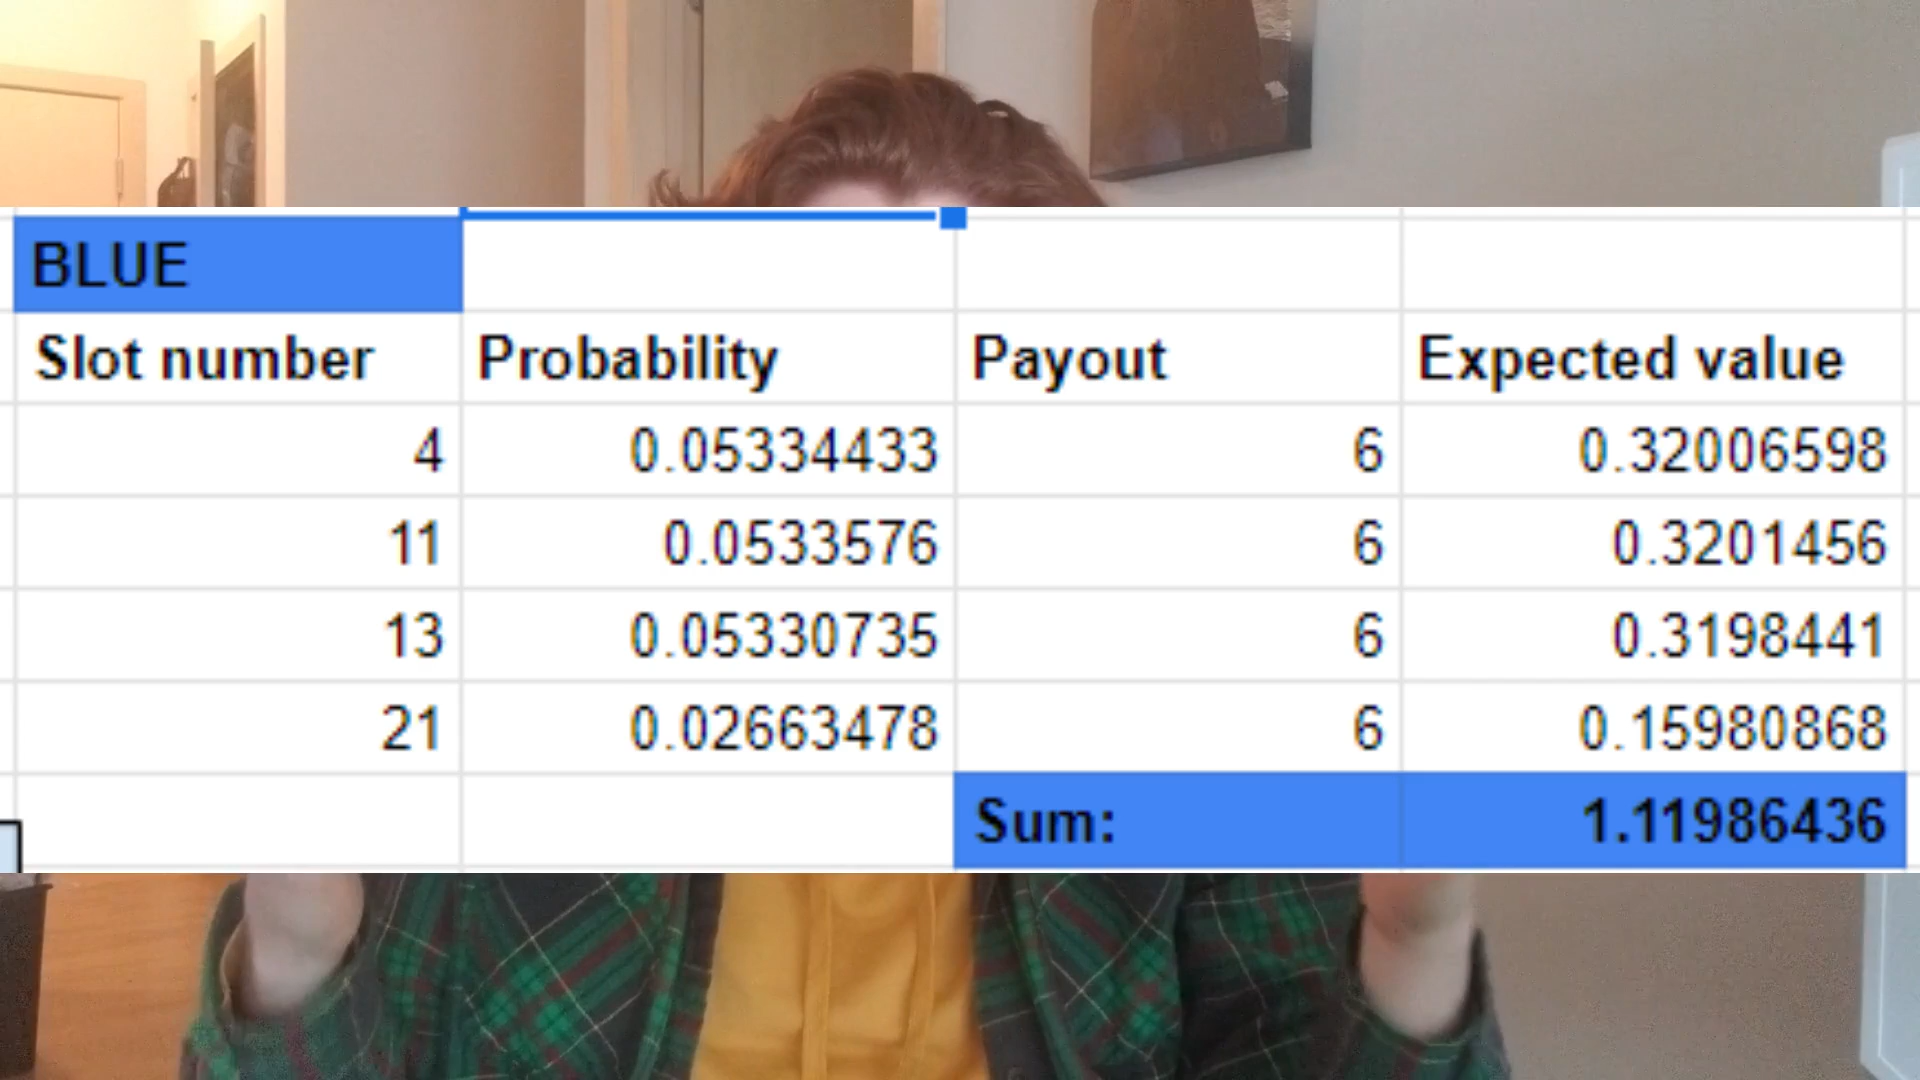 BLUE
Slot number Probability Payout Expected value
4 0.05334433 6 0.32006598
11 0.0533576 6 0.3201456
13 0.05330735 6 0.3198441
21 0.02663478 6 0.15980868
Sum: 1.11986436